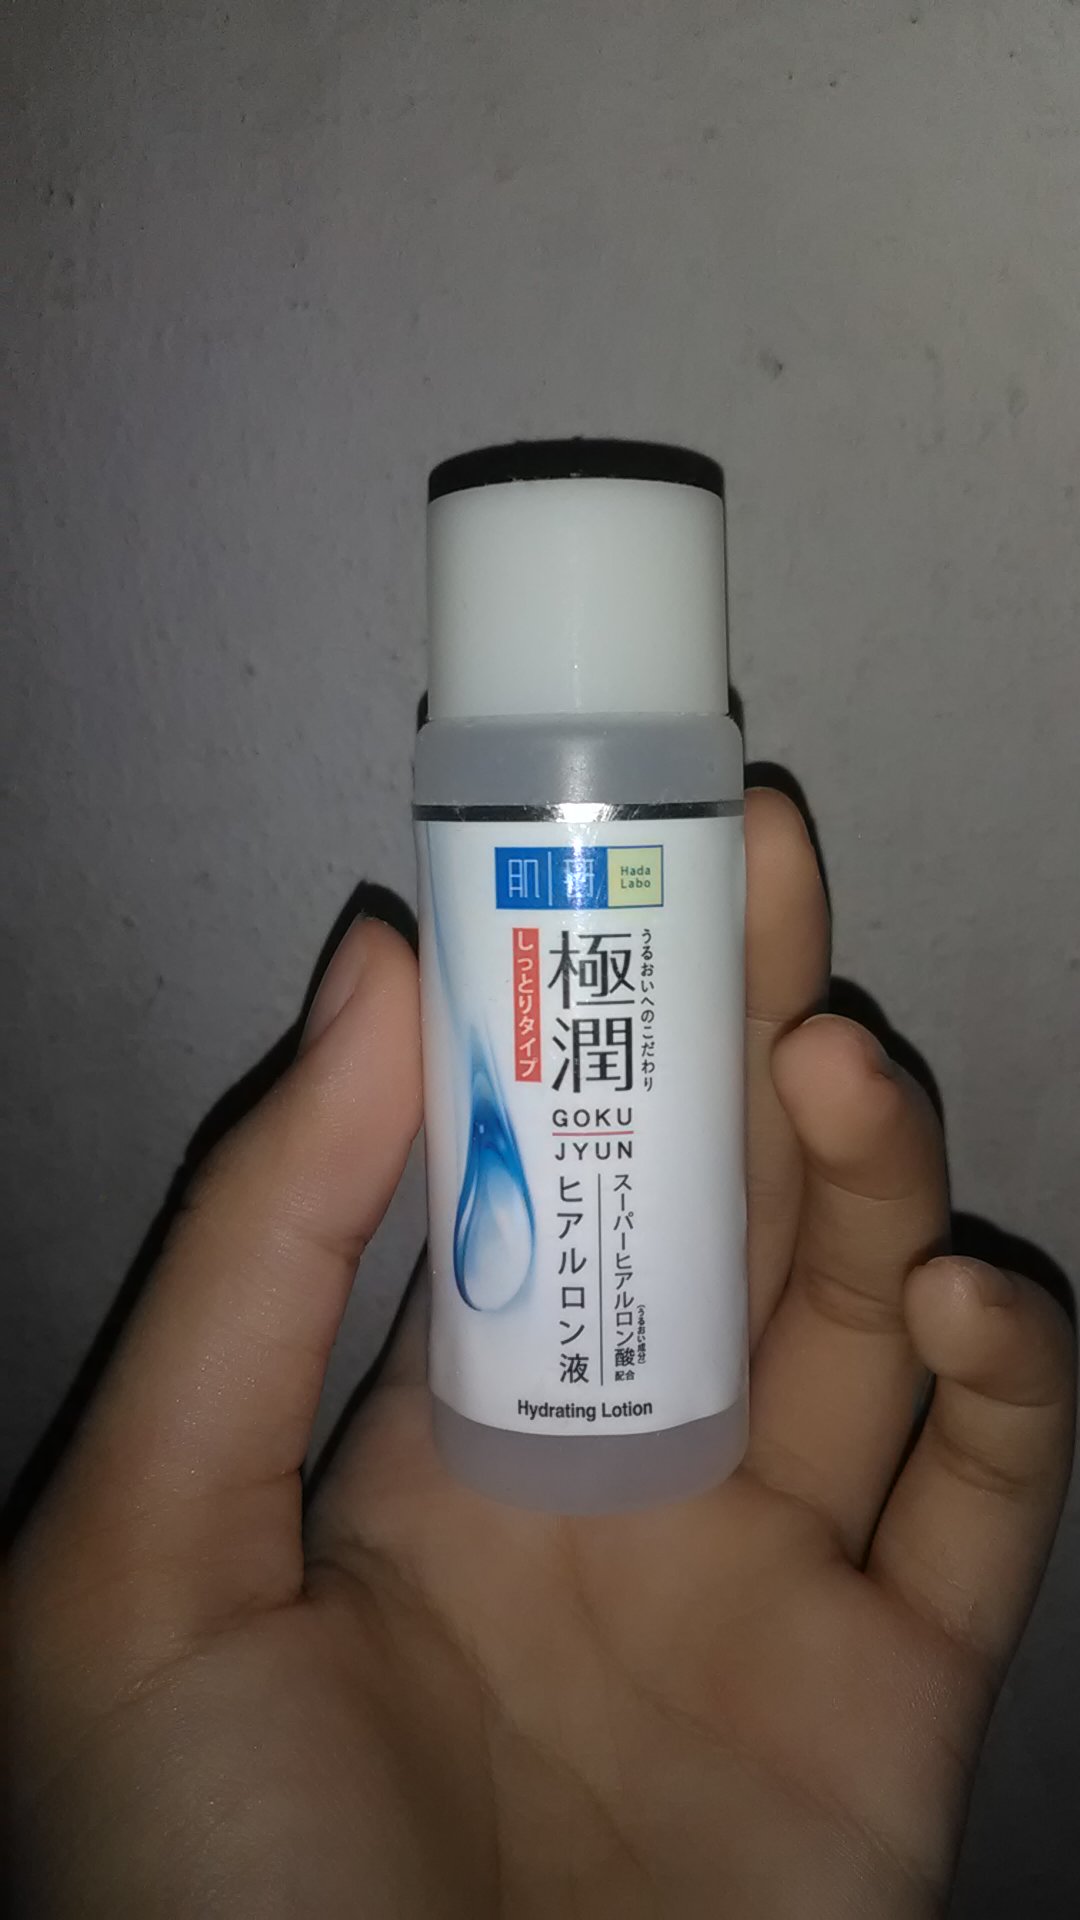 肌研
Hada
Labo
うるおいへのこだわり
極潤
しっとりタイプ
GOKU
JYUN
スーパーヒアルロン酸
(うるおい成分)
配合
ヒアルロン液
Hydrating Lotion